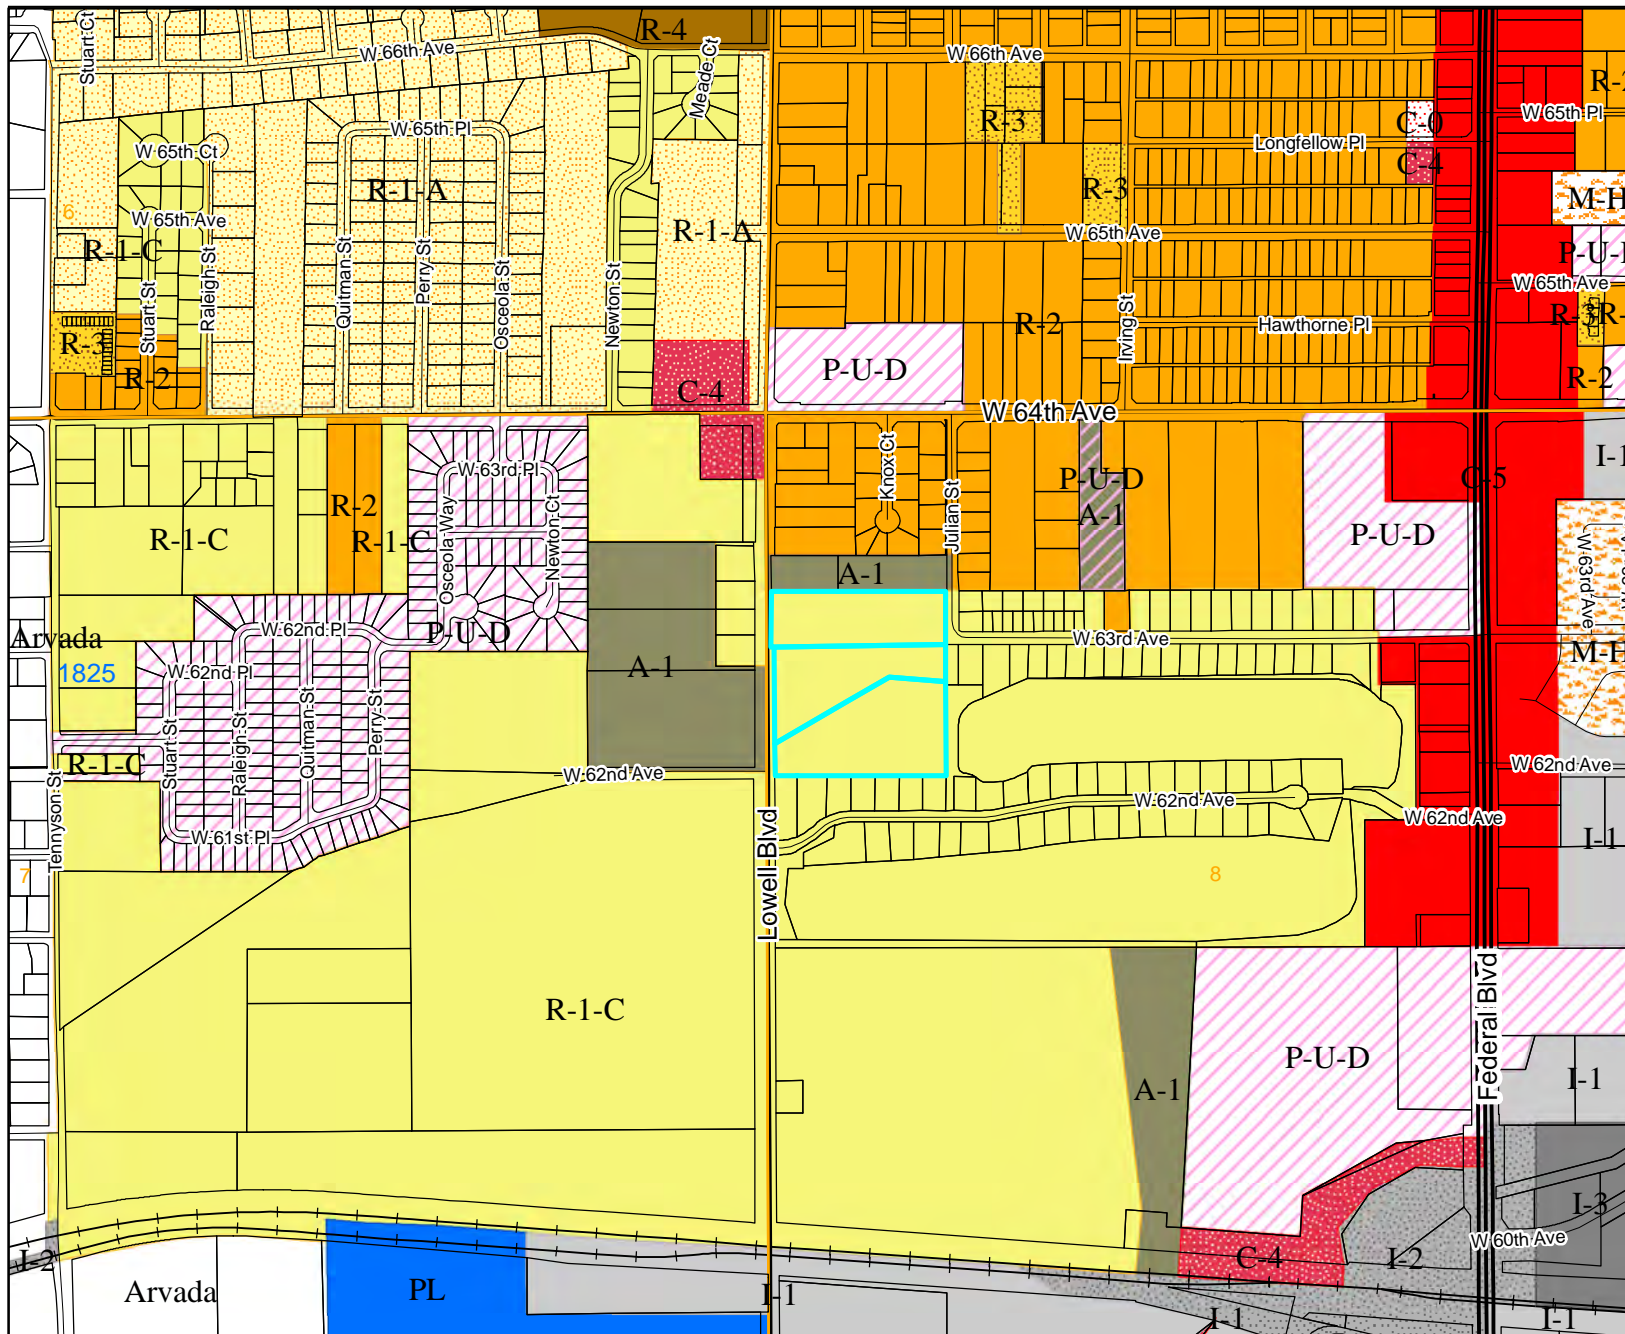 R-4
Stuart Ct
W 66th Ave
Meade Ct
W 66th Ave
R-2
W 65th Pl
R-3
C-0
W 65th Pl
Longfellow Pl
W 65th Ct
C-4
R-1-A
R-3
M-H
6
W 65th Ave
R-1-A
W 65th Ave
R-1-C
P-U-D
Stuart St
Raleigh St
Quitman St
Perry St
Osceola St
Newton St
Irving St
W 65th Ave
R-3
R-2
Hawthorne Pl
R-3
R-
R-2
P-U-D
R-2
C-4
W 64th Ave
Knox Ct
I-1
W 63rd Pl
P-U-D
C-5
R-2
Julian St
A-1
R-1-C
R-1-C
Osceola Way
Newton Ct
P-U-D
W 63rd Ave
A-1
Arvada
W 62nd Pl
P-U-D
W 63rd Ave
M-H
1825
W 62nd Pl
A-1
Stuart St
Raleigh St
Quitman St
Perry St
R-1-C
W 62nd Ave
W 62nd Ave
Tennyson St
W 62nd Ave
W 62nd Ave
W 61st Pl
I-1
7
Lowell Blvd
8
R-1-C
Federal Blvd
P-U-D
A-1
I-1
I-3
W 60th Ave
I-2
C-4
I-2
Arvada
PL
I-1
I-1
I-1